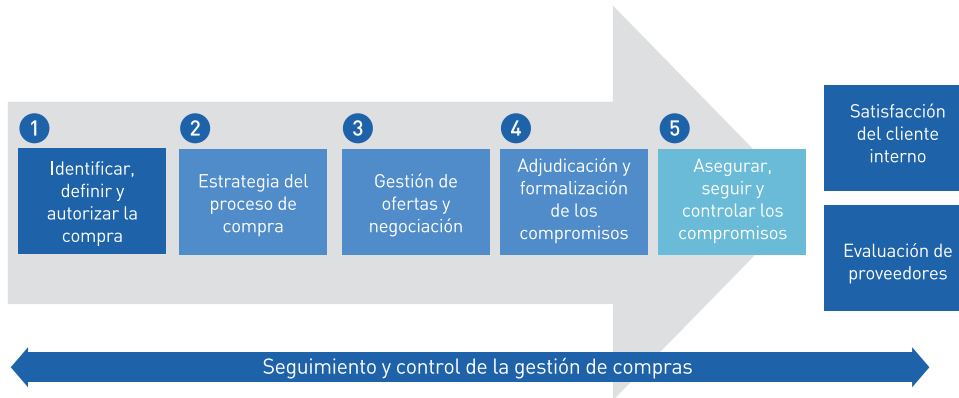 1
Identificar,
definir y
autorizar la
compra
2
Estrategia del
proceso de
compra
3
Gestión de
ofertas y
negociación
4
Adjudicación y
formalización
de los
compromisos
5
Asegurar,
seguir y
controlar los
compromisos
Satisfacción
del cliente
interno
Evaluación de
proveedores
Seguimiento y control de la gestión de compras